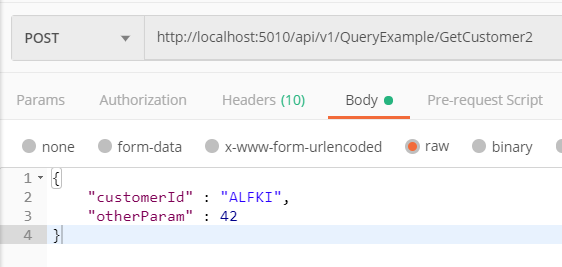 POST http://localhost:5010/api/v1/QueryExample/GetCustomer2
Params Authorization Headers (10) Body Pre-request Script
none form-data x-www-form-urlencoded raw binary
1 {
2 "customerId" : "ALFKI",
3 "otherParam" : 42
4 }